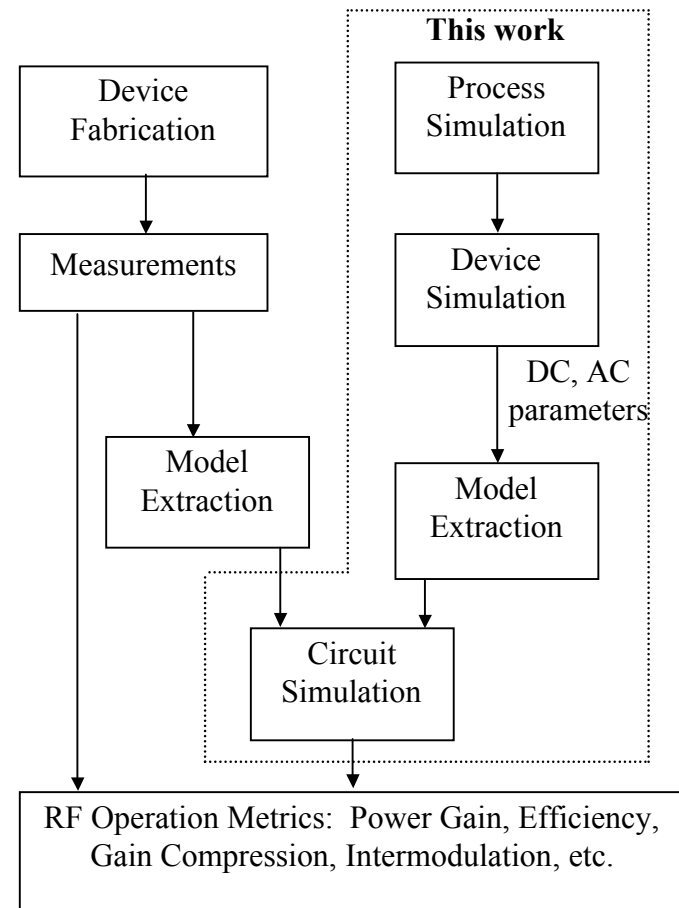 This work
Device
Fabrication
Process
Simulation
Measurements
Device
Simulation
DC, AC
parameters
Model
Extraction
Model
Extraction
Circuit
Simulation
RF Operation Metrics:  Power Gain, Efficiency,
Gain Compression, Intermodulation, etc.